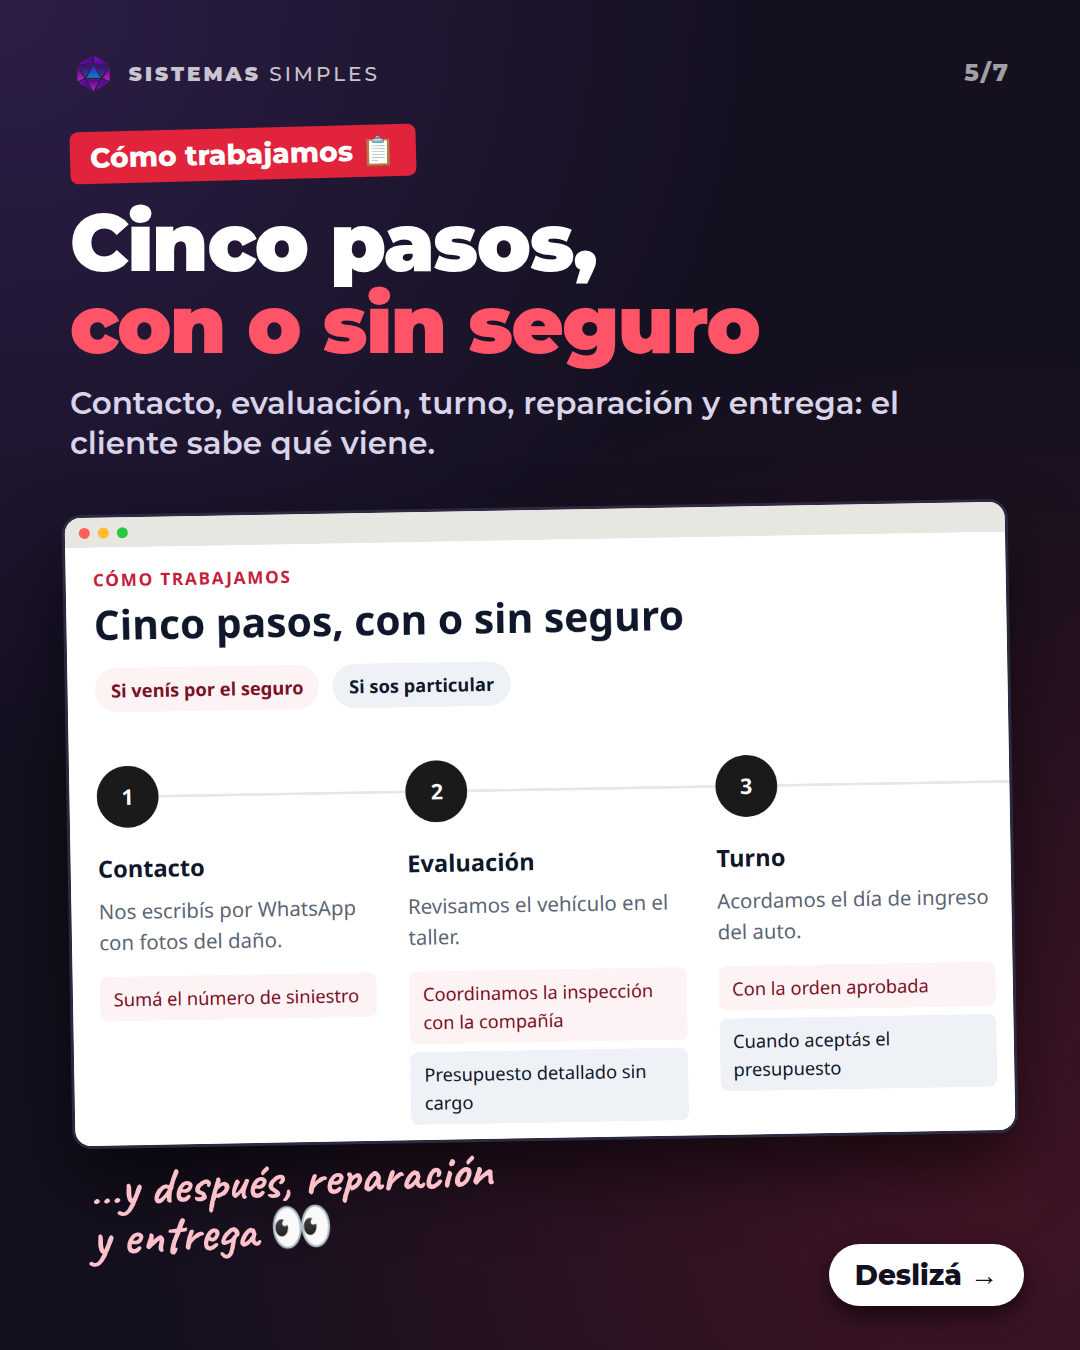 SISTEMAS SIMPLES
5/7
Cómo trabajamos 📋
Cinco pasos,
con o sin seguro
Contacto, evaluación, turno, reparación y entrega: el
cliente sabe qué viene.
CÓMO TRABAJAMOS
Cinco pasos, con o sin seguro
Si venís por el seguro
Si sos particular
1
2
3
Contacto
Nos escribís por WhatsApp
con fotos del daño.
Sumá el número de siniestro
Evaluación
Revisamos el vehículo en el
taller.
Coordinamos la inspección
con la compañía
Presupuesto detallado sin
cargo
Turno
Acordamos el día de ingreso
del auto.
Con la orden aprobada
Cuando aceptás el
presupuesto
...y después, reparación
y entrega 👀
Deslizá →